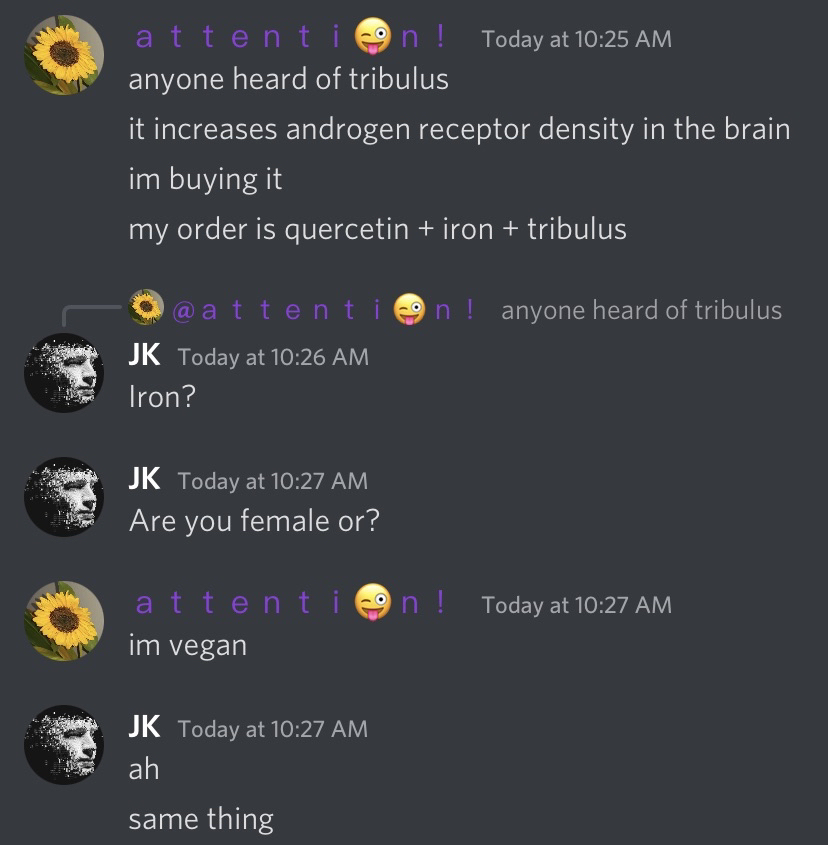 a t t e n t i 😜 n ! Today at 10:25 AM
anyone heard of tribulus
it increases androgen receptor density in the brain
im buying it
my order is quercetin + iron + tribulus
@a t t e n t i 😜 n ! anyone heard of tribulus
JK Today at 10:26 AM
Iron?
JK Today at 10:27 AM
Are you female or?
a t t e n t i 😜 n ! Today at 10:27 AM
im vegan
JK Today at 10:27 AM
ah
same thing